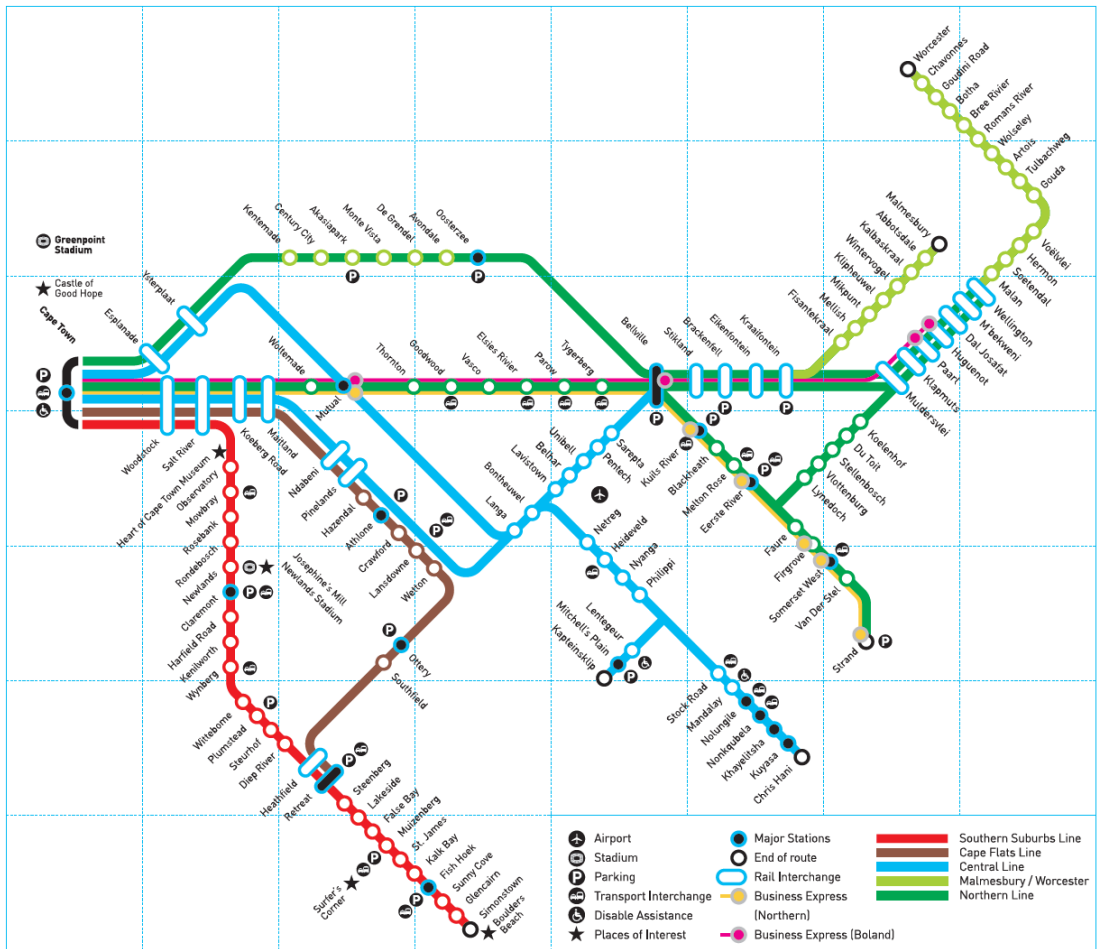 Worcester
Chavonnes
Goudini Road
Botha
Bree Rivier
Romans River
Wolseley
Artois
Tulbachweg
Gouda
Voëlvlei
Hermon
Soetendal
Malan
Wellington
M'bekweni
Dal Josafat
Huguenot
Paarl
Klapmuts
Muldersvlei
Malmesbury
Abbotsdale
Kalbaskraal
Wintervogel
Klipheuwel
Mikpunt
Mellish
Fisantekraal
Kentemade
Century City
Akasiapark
Monte Vista
De Grendel
Avondale
Oosterzee
P
P
Greenpoint
Stadium
Castle of
Good Hope
Cape Town
P
Esplanade
Ysterplaat
Woltemade
Mutual
Thornton
Goodwood
Vasco
Elsies River
Parow
Tygerberg
Bellville
P
Stikland
Brackenfell
Eikenfontein
Kraaifontein
P
P
Woodstock
Salt River
Koeberg Road
Maitland
Ndabeni
Pinelands
Hazendal
Athlone
P
Crawford
Lansdowne
Wetton
P
Ottery
P
Southfield
Langa
Bontheuwel
Lavistown
Belhar
Unibell
Pentech
Sarepta
Kuils River
P
Blackheath
Melton Rose
Eerste River
P
Lynedoch
Vlottenburg
Stellenbosch
Du Toit
Koelenhof
Faure
Firgrove
Somerset West
Van Der Stel
Strand
P
Netreg
Heideveld
Nyanga
Philippi
Lentegeur
Mitchell's Plain
Kapteinsklip
P
Stock Road
Mandalay
Nolungile
Nonkqubela
Khayelitsha
Kuyasa
Chris Hani
Heart of Cape Town Museum
Observatory
Mowbray
Rosebank
Rondebosch
Newlands
Josephine's Mill
Newlands Stadium
Claremont
P
Harfield Road
Kenilworth
Wynberg
Wittebome
Plumstead
P
Steurhof
Diep River
Heathfield
Retreat
P
Steenberg
Lakeside
False Bay
Muizenberg
St. James
Kalk Bay
Fish Hoek
Sunny Cove
Glencairn
Simonstown
Boulders
Beach
Surfer's
Corner
P
P
Airport
Stadium
P
Parking
Transport Interchange
Disable Assistance
Places of Interest
Major Stations
End of route
Rail Interchange
Business Express
(Northern)
Business Express (Boland)
Southern Suburbs Line
Cape Flats Line
Central Line
Malmesbury / Worcester
Northern Line